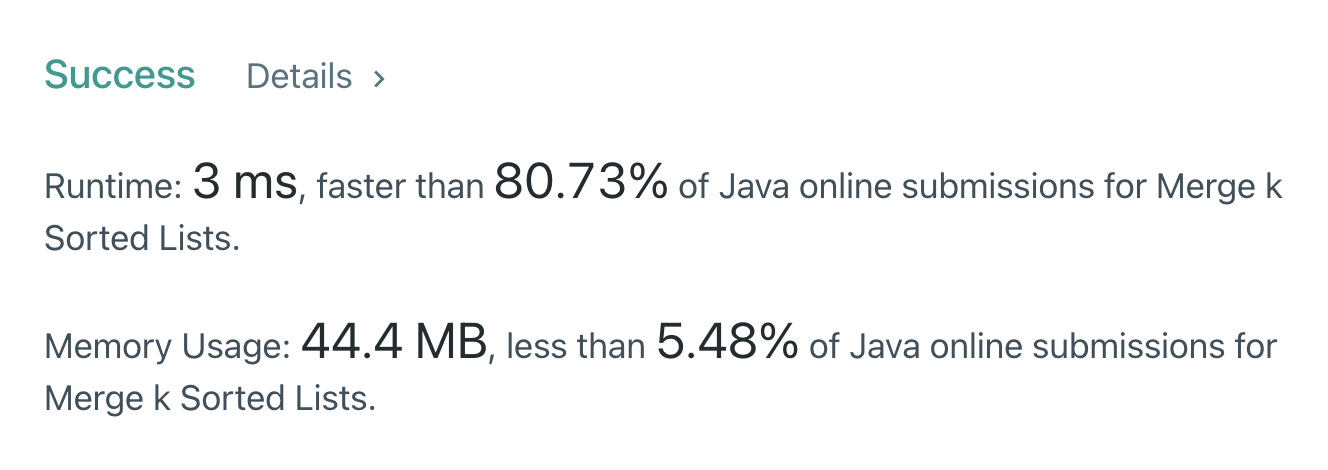 Success Details >
Runtime: 3 ms, faster than 80.73% of Java online submissions for Merge k
Sorted Lists.
Memory Usage: 44.4 MB, less than 5.48% of Java online submissions for
Merge k Sorted Lists.